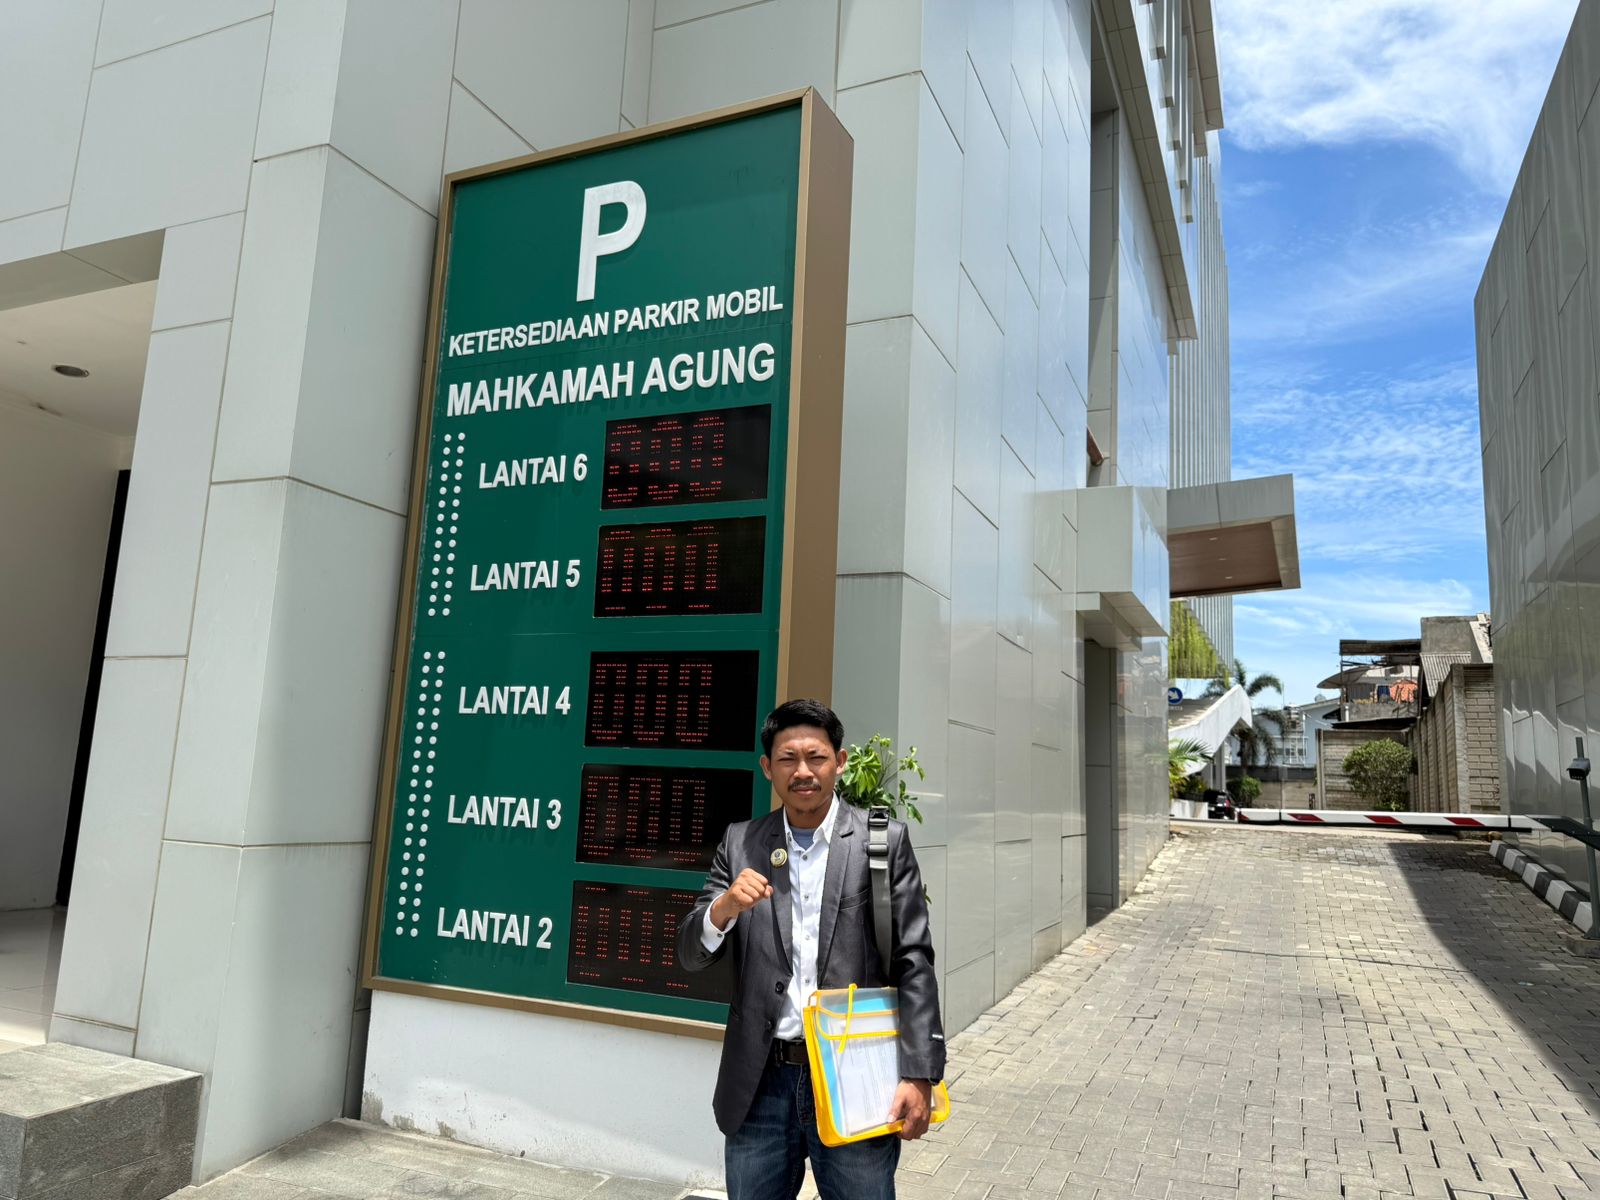 P
KETERSEDIAAN PARKIR MOBIL
MAHKAMAH AGUNG
LANTAI 6
LANTAI 5
LANTAI 4
LANTAI 3
LANTAI 2